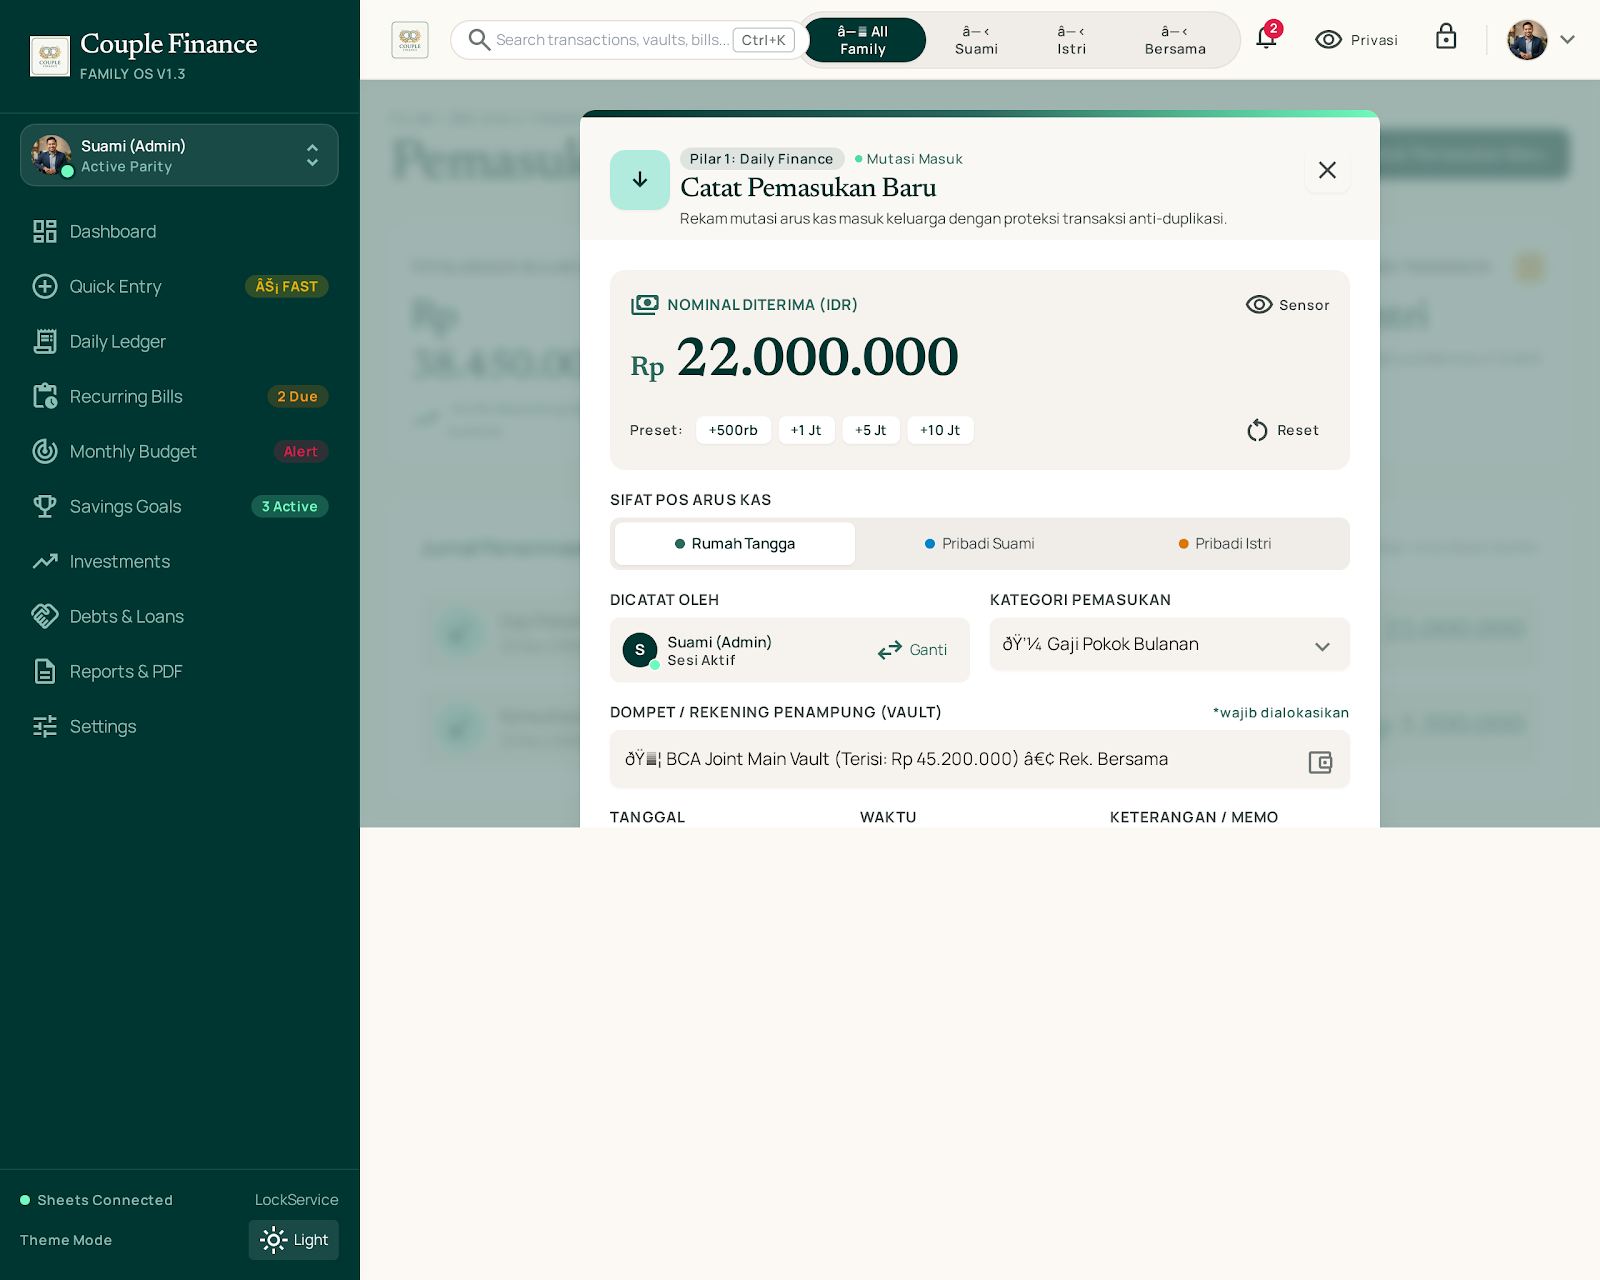 Couple Finance
FAMILY OS V1.3
Suami (Admin)
Active Parity
Dashboard
Quick Entry
âŠ¡ FAST
Daily Ledger
Recurring Bills
2 Due
Monthly Budget
Alert
Savings Goals
3 Active
Investments
Debts & Loans
Reports & PDF
Settings
Sheets Connected
LockService
Theme Mode
Light
COUPLE
Search transactions, vaults, bills...
Ctrl+K
All
Family
â—‹
Suami
â—‹
Istri
â—‹
Bersama
2
Privasi
Pilar 1: Daily Finance
Mutasi Masuk
Catat Pemasukan Baru
Rekam mutasi arus kas masuk keluarga dengan proteksi transaksi anti-duplikasi.
NOMINAL DITERIMA (IDR)
Sensor
Rp 22.000.000
Preset:
+500rb
+1 Jt
+5 Jt
+10 Jt
Reset
SIFAT POS ARUS KAS
Rumah Tangga
Pribadi Suami
Pribadi Istri
DICATAT OLEH
S
Suami (Admin)
Sesi Aktif
Ganti
KATEGORI PEMASUKAN
ðŸ’¼ Gaji Pokok Bulanan
DOMPET / REKENING PENAMPUNG (VAULT)
*wajib dialokasikan
BCA Joint Main Vault (Terisi: Rp 45.200.000) â€¢ Rek. Bersama
TANGGAL
WAKTU
KETERANGAN / MEMO